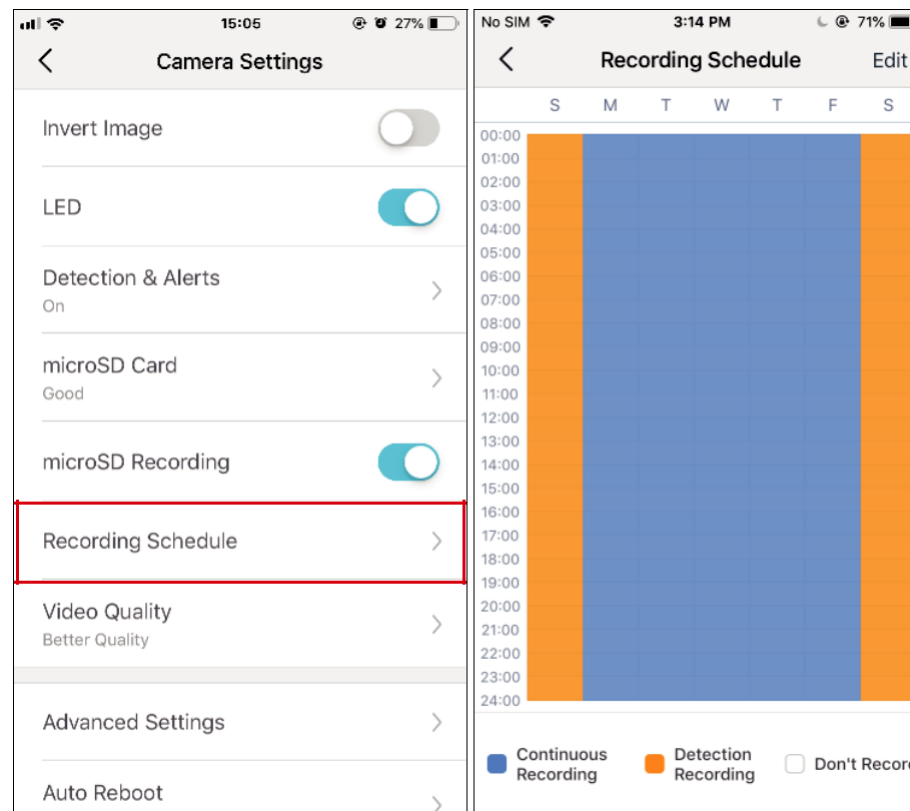 15:05
27%
Camera Settings
Invert Image
LED
Detection & Alerts
On
microSD Card
Good
microSD Recording
Recording Schedule
Video Quality
Better Quality
Advanced Settings
Auto Reboot
No SIM
3:14 PM
71%
Recording Schedule
Edit
S M T W T F S
00:00
01:00
02:00
03:00
04:00
05:00
06:00
07:00
08:00
09:00
10:00
11:00
12:00
13:00
14:00
15:00
16:00
17:00
18:00
19:00
20:00
21:00
22:00
23:00
24:00
Continuous
Recording
Detection
Recording
Don't Recor